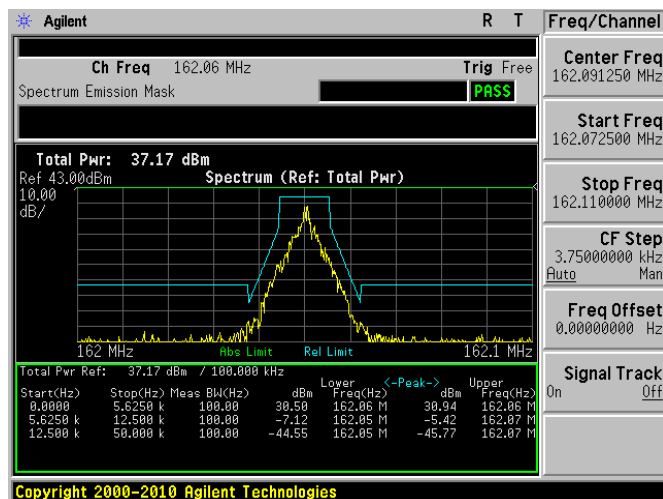 Agilent R T Freq/Channel
Ch Freq 162.06 MHz Trig Free
Spectrum Emission Mask PASS
Center Freq
162.091250 MHz
Start Freq
162.072500 MHz
Total Pwr: 37.17 dBm
Ref 43.00dBm Spectrum (Ref: Total Pwr)
10.00
dB/
Stop Freq
162.110000 MHz
CF Step
3.75000000 kHz
Auto Man
Freq Offset
0.00000000 Hz
162 MHz Abs Limit Rel Limit 162.1 MHz
Signal Track
On Off
Total Pwr Ref: 37.17 dBm / 100.000 kHz
Lower <-Peak-> Upper
Start(Hz) Stop(Hz) Meas BW(Hz) dBm Freq(Hz) dBm Freq(Hz)
0.0000 5.6250 k 100.00 30.50 162.06 M 30.94 162.06 M
5.6250 k 12.500 k 100.00 -7.12 162.05 M -5.42 162.07 M
12.500 k 50.000 k 100.00 -44.55 162.05 M -45.77 162.07 M
Copyright 2000-2010 Agilent Technologies